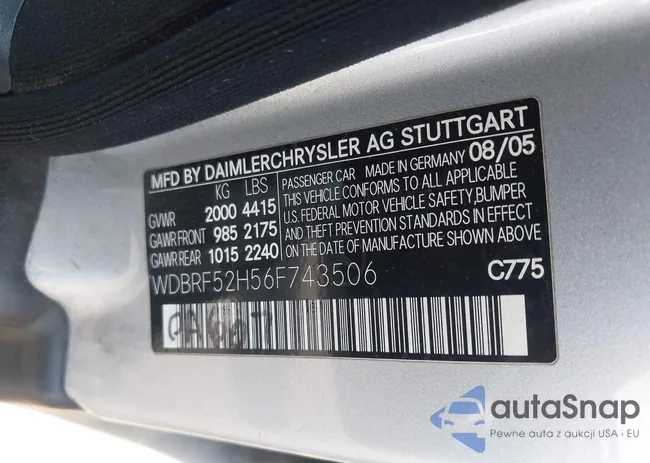 MFD BY DAIMLERCHRYSLER AG STUTTGART
KG LBS
GVWR 2000 4415
GAWR FRONT 985 2175
GAWR REAR 1015 2240
PASSENGER CAR MADE IN GERMANY 08/05
THIS VEHICLE CONFORMS TO ALL APPLICABLE
U.S. FEDERAL MOTOR VEHICLE SAFETY, BUMPER
AND THEFT PREVENTION STANDARDS IN EFFECT
ON THE DATE OF MANUFACTURE SHOWN ABOVE
WDBRF52H56F743506
C775
autaSnap
Pewne auta z aukcji USA i EU